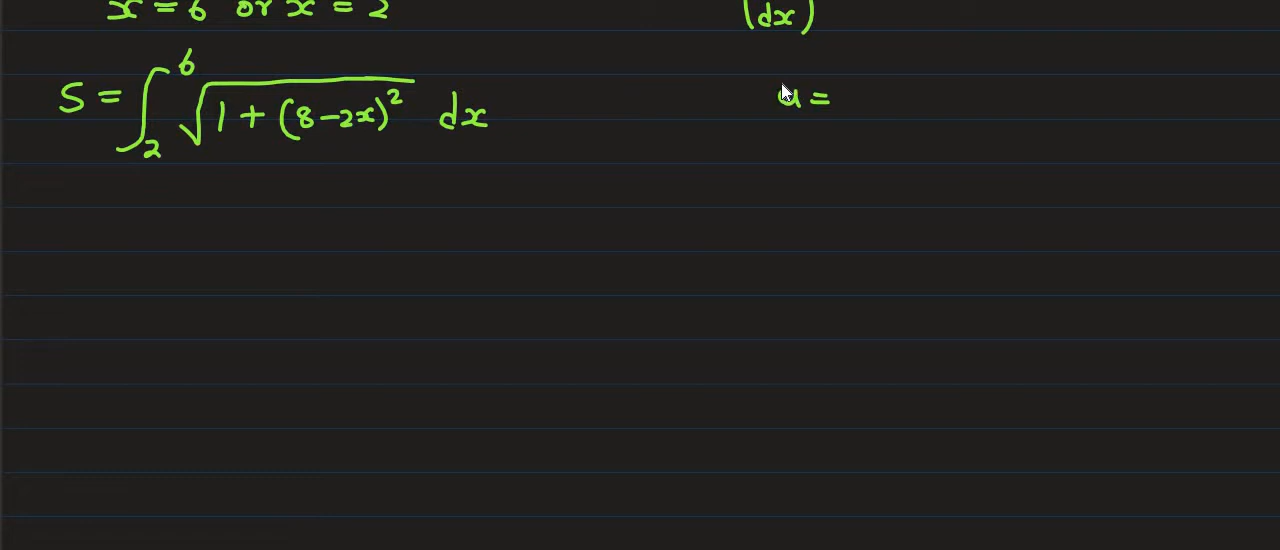 x = 6 or x = 2
(dx)
S = ∫₂⁶ √(1 + (8 − 2x)²) dx
u =